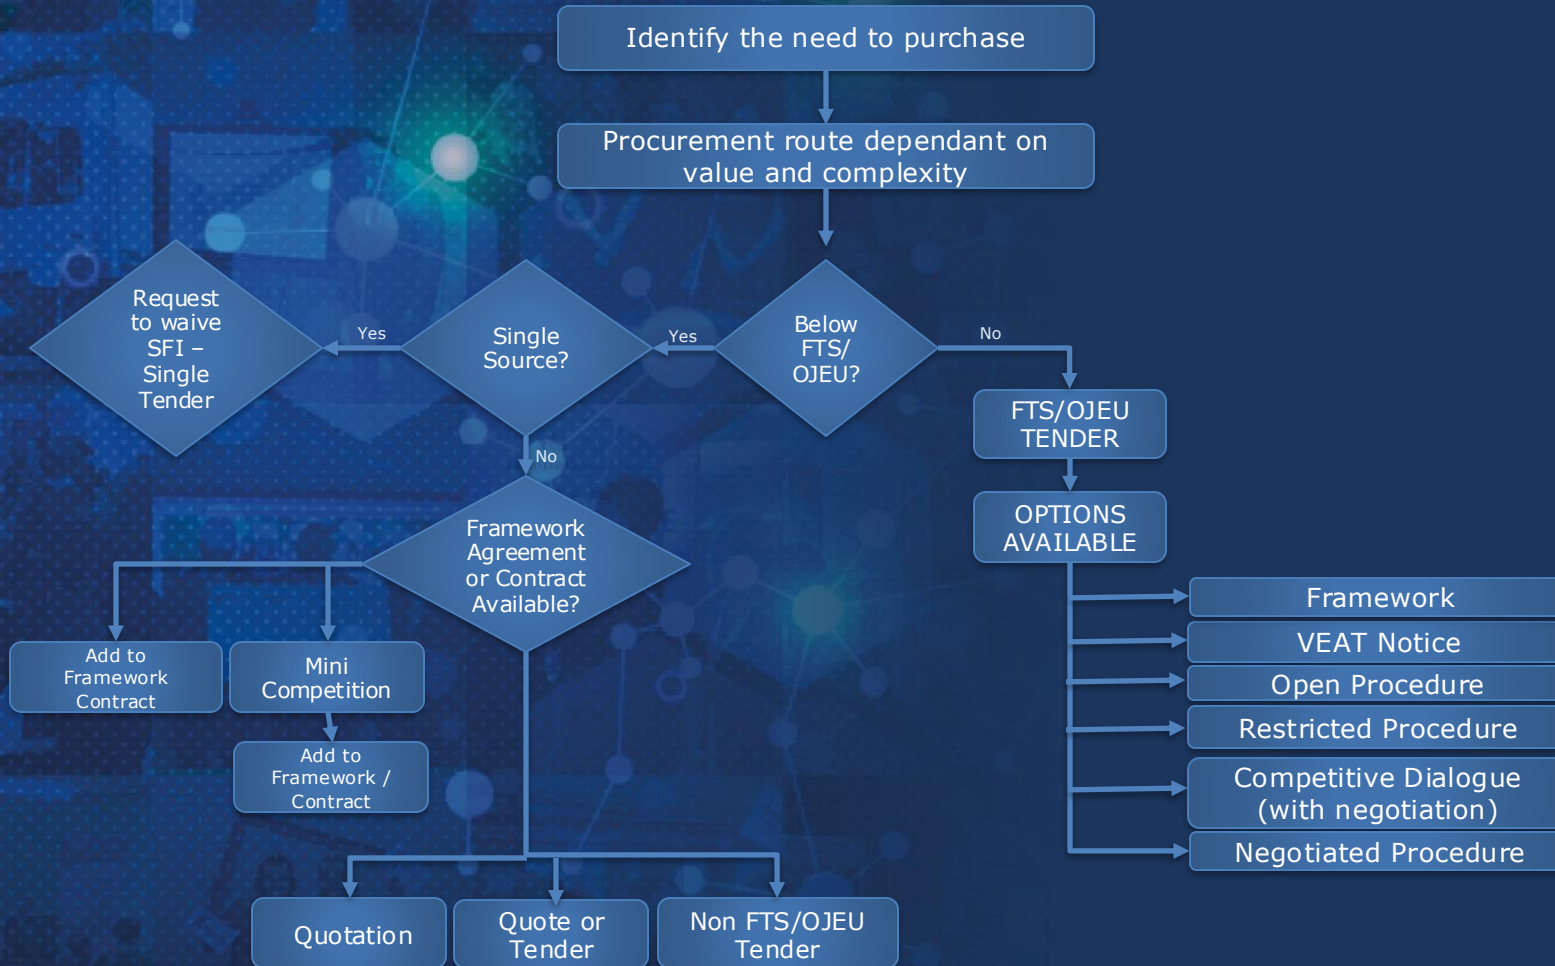 Identify the need to purchase
Procurement route dependant on
value and complexity
Request
to waive
SFI –
Single
Tender
Yes
Single
Source?
Yes
Below
FTS/
OJEU?
No
FTS/OJEU
TENDER
No
OPTIONS
AVAILABLE
Framework
Agreement
or Contract
Available?
Framework
VEAT Notice
Open Procedure
Restricted Procedure
Competitive Dialogue
(with negotiation)
Negotiated Procedure
Add to
Framework
Contract
Mini
Competition
Add to
Framework /
Contract
Quotation
Quote or
Tender
Non FTS/OJEU
Tender